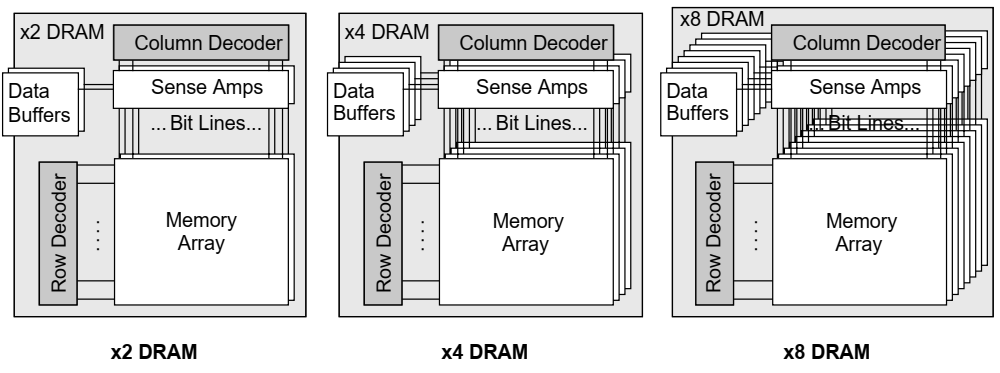 x2 DRAM
Column Decoder
Data
Buffers
Sense Amps
... Bit Lines...
Row Decoder
. . . .
Memory
Array
x2 DRAM
x4 DRAM
Column Decoder
Data
Buffers
Sense Amps
... Bit Lines...
Row Decoder
. . . .
Memory
Array
x4 DRAM
x8 DRAM
Column Decoder
Data
Buffers
Sense Amps
... Bit Lines...
Row Decoder
. . . .
Memory
Array
x8 DRAM